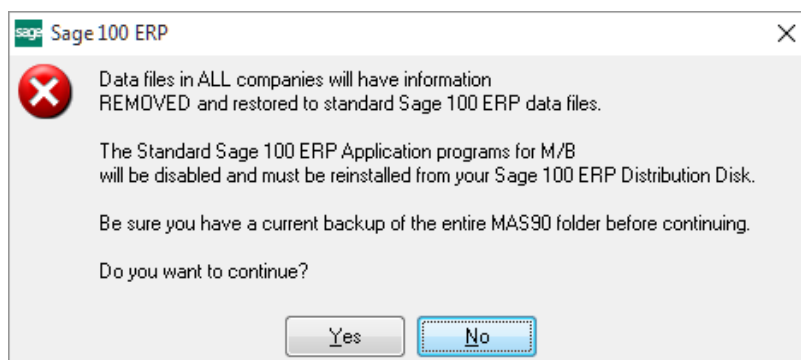 sage Sage 100 ERP
Data files in ALL companies will have information
REMOVED and restored to standard Sage 100 ERP data files.
The Standard Sage 100 ERP Application programs for M/B
will be disabled and must be reinstalled from your Sage 100 ERP Distribution Disk.
Be sure you have a current backup of the entire MAS90 folder before continuing.
Do you want to continue?
Yes No